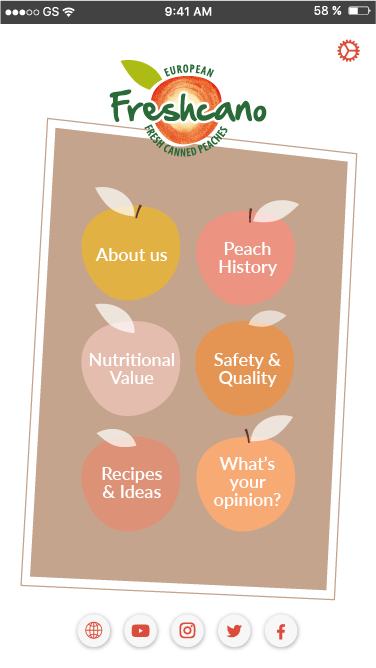 GS 9:41 AM 58 %
EUROPEAN
Freshcano
FRESH CANNED PEACHES
About us
Peach
History
Nutritional
Value
Safety &
Quality
Recipes
& Ideas
What's
your
opinion?